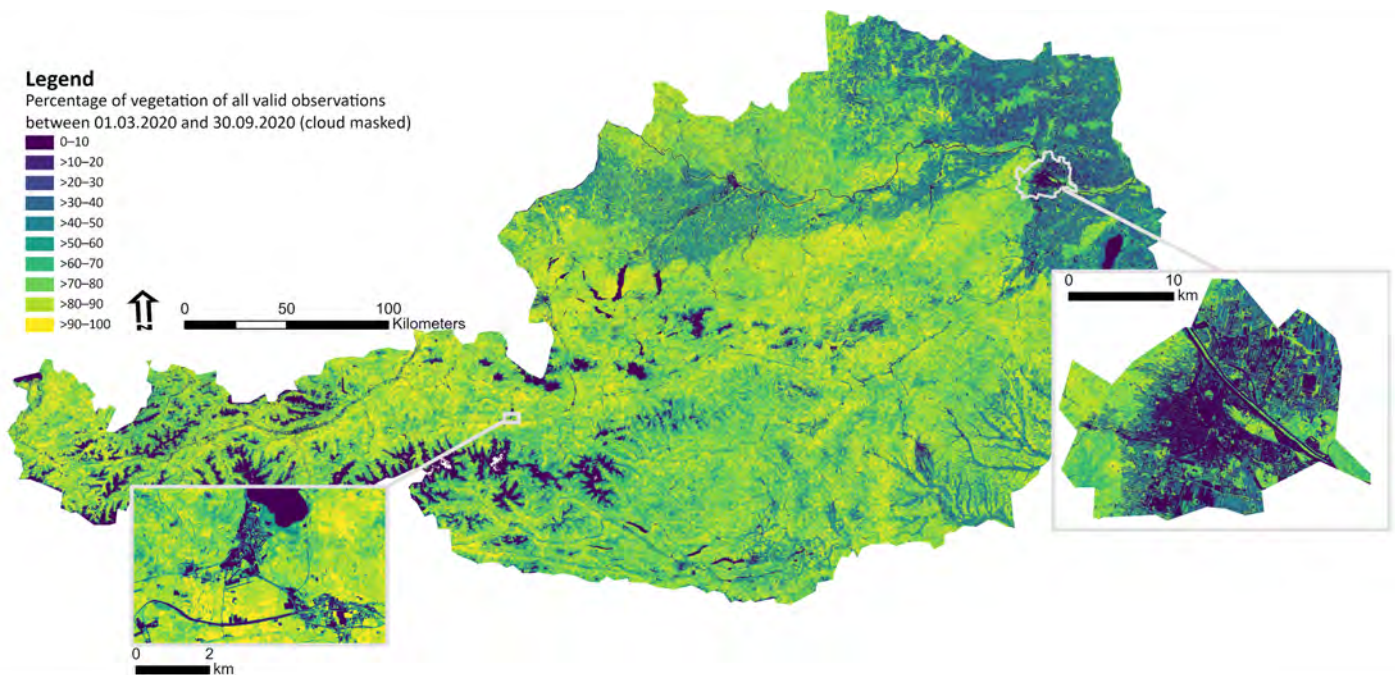 Legend
Percentage of vegetation of all valid observations
between 01.03.2020 and 30.09.2020 (cloud masked)
0–10
>10–20
>20–30
>30–40
>40–50
>50–60
>60–70
>70–80
>80–90
>90–100
N
0 50 100
Kilometers
0 10
km
0 2
km